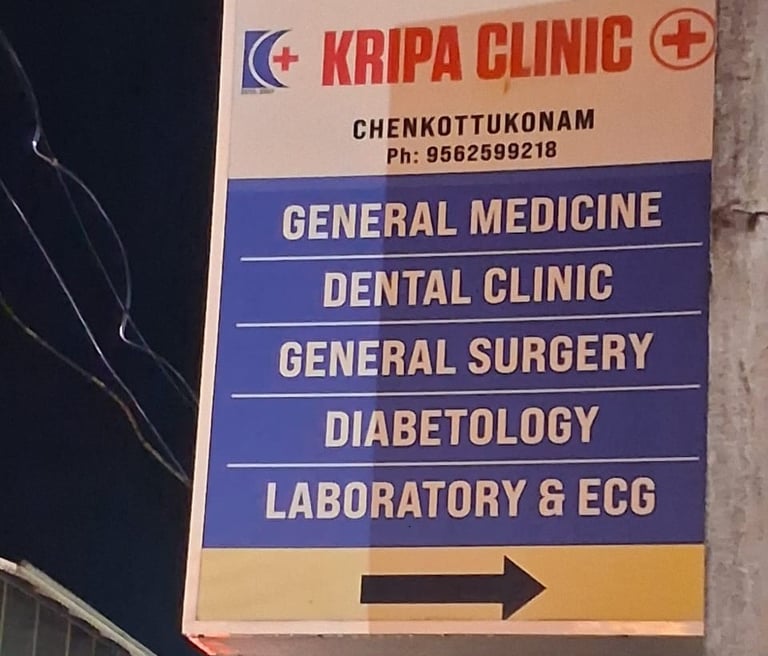 KRIPA CLINIC
CHENKOTTUKONAM
Ph: 9562599218
GENERAL MEDICINE
DENTAL CLINIC
GENERAL SURGERY
DIABETOLOGY
LABORATORY & ECG